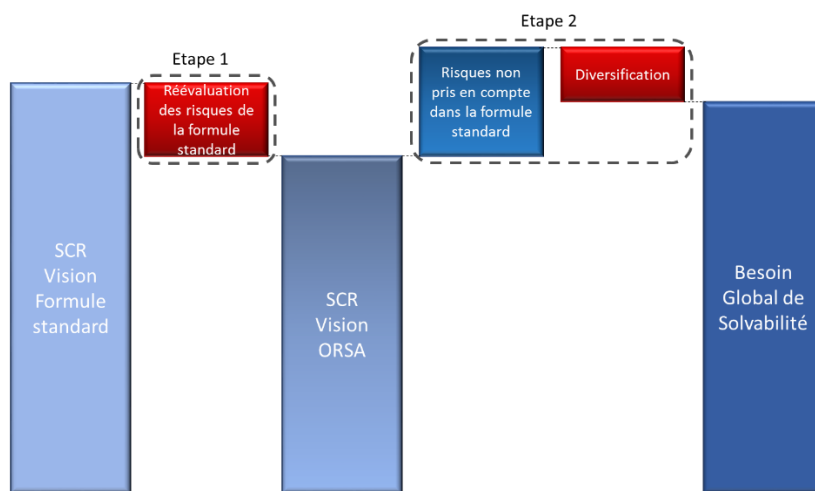 Etape 1
Réévaluation
des risques de
la formule
standard
Etape 2
Risques non
pris en compte
dans la formule
standard
Diversification
SCR
Vision
Formule
standard
SCR
Vision
ORSA
Besoin
Global de
Solvabilité